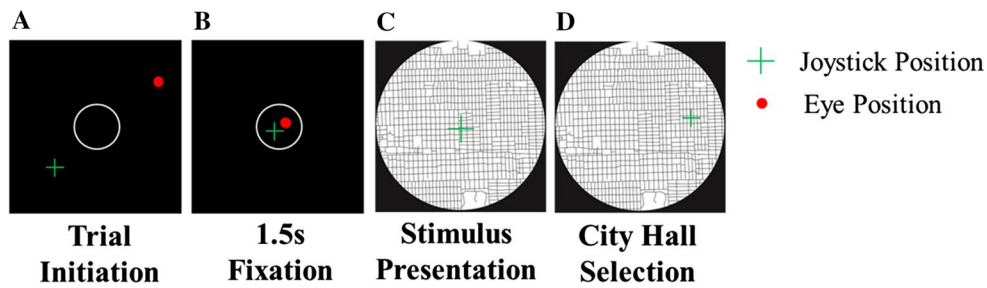 A
B
C
D
Joystick Position
Eye Position
Trial
Initiation
1.5s
Fixation
Stimulus
Presentation
City Hall
Selection